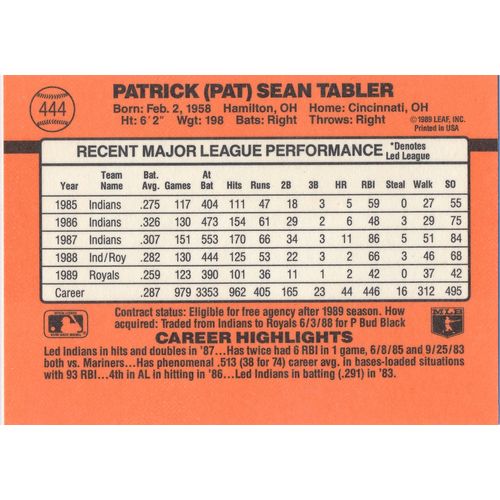 444
PATRICK (PAT) SEAN TABLER
Born: Feb. 2, 1958 Hamilton, OH Home: Cincinnati, OH
Ht: 6´2˝ Wgt: 198 Bats: Right Throws: Right
© 1989 LEAF, INC.
Printed in USA
RECENT MAJOR LEAGUE PERFORMANCE *Denotes Led League
Year Team Name Bat. Avg. Games At Bat Hits Runs 2B 3B HR RBI Steal Walk SO
1985 Indians .275 117 404 111 47 18 3 5 59 0 27 55
1986 Indians .326 130 473 154 61 29 2 6 48 3 29 75
1987 Indians .307 151 553 170 66 34 3 11 86 5 51 84
1988 Ind/Roy .282 130 444 125 53 22 3 2 66 3 46 68
1989 Royals .259 123 390 101 36 21 1 2 42 0 37 42
Career .287 979 3353 962 405 165 23 44 446 16 312 495
Contract status: Eligible for free agency after 1989 season. How
acquired: Traded from Indians to Royals 6/3/88 for P Bud Black
CAREER HIGHLIGHTS
Led Indians in hits and doubles in '87...Has twice had 6 RBI in 1 game, 6/8/85 and 9/25/83
both vs. Mariners...Has phenomenal .513 (38 for 74) career avg. in bases-loaded situations
with 93 RBI...4th in AL in hitting in '86...Led Indians in batting (.291) in '83.
MLB